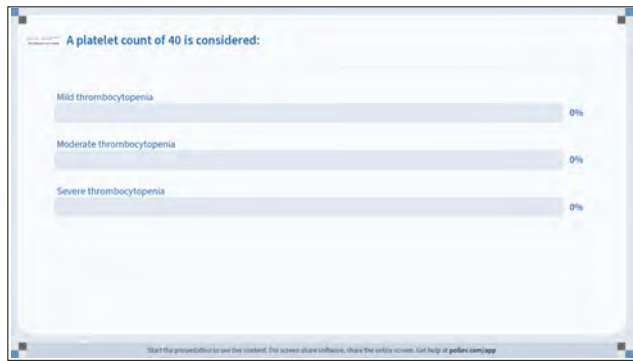 A platelet count of 40 is considered:
Mild thrombocytopenia
0%
Moderate thrombocytopenia
0%
Severe thrombocytopenia
0%
Start the presentation to see live content. For screen share software, share the entire screen. Get help at pollev.com/app